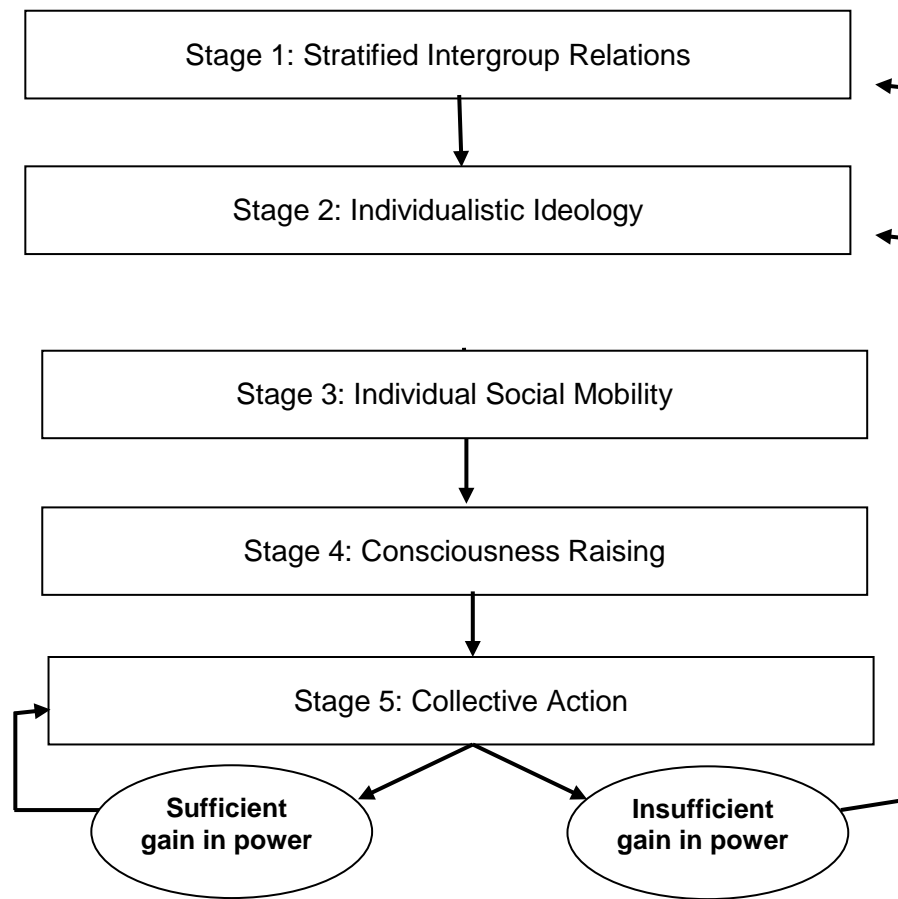 Stage 1: Stratified Intergroup Relations
Stage 2: Individualistic Ideology
Stage 3: Individual Social Mobility
Stage 4: Consciousness Raising
Stage 5: Collective Action
Sufficient
gain in power
Insufficient
gain in power